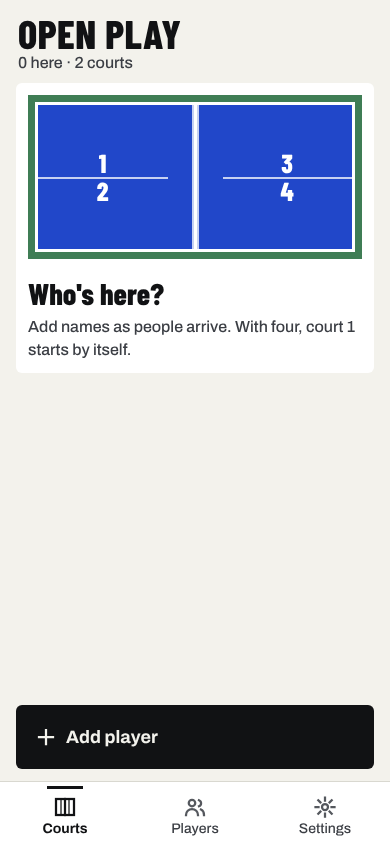 OPEN PLAY
0 here · 2 courts
1
2
3
4
Who's here?
Add names as people arrive. With four, court 1
starts by itself.
Add player
Courts
Players
Settings